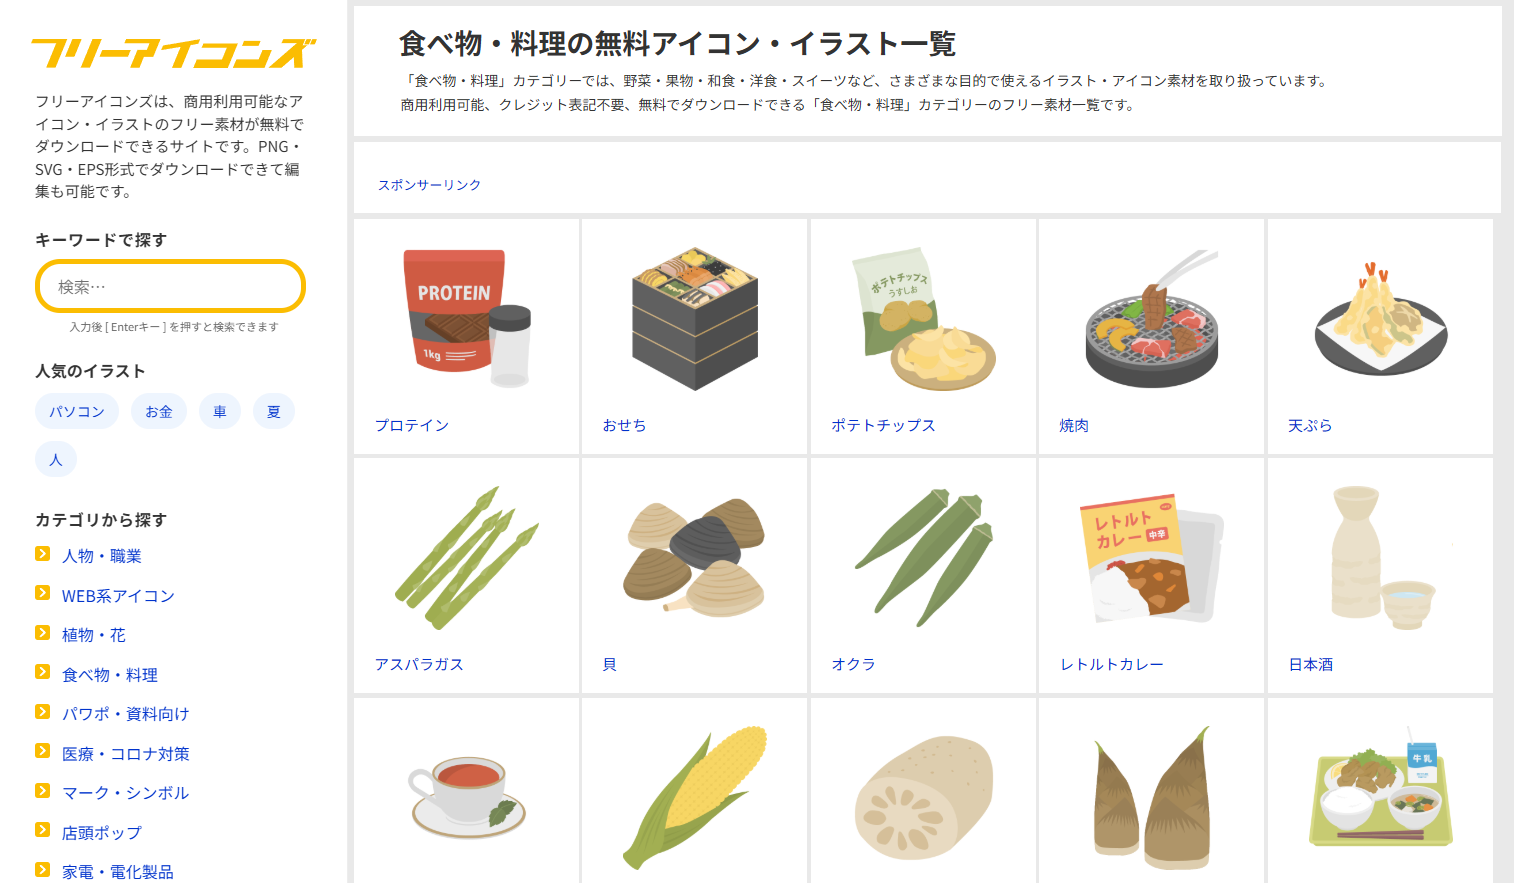 フリーアイコンズ
フリーアイコンズは、商用利用可能なア
イコン・イラストのフリー素材が無料で
ダウンロードできるサイトです。PNG・
SVG・EPS形式でダウンロードできて編
集も可能です。
キーワードで探す
検索…
入力後 [ Enterキー ] を押すと検索できます
人気のイラスト
パソコン
お金
車
夏
人
カテゴリから探す
人物・職業
WEB系アイコン
植物・花
食べ物・料理
パワポ・資料向け
医療・コロナ対策
マーク・シンボル
店頭ポップ
家電・電化製品
食べ物・料理の無料アイコン・イラスト一覧
「食べ物・料理」カテゴリーでは、野菜・果物・和食・洋食・スイーツなど、さまざまな目的で使えるイラスト・アイコン素材を取り扱っています。
商用利用可能、クレジット表記不要、無料でダウンロードできる「食べ物・料理」カテゴリーのフリー素材一覧です。
スポンサーリンク
PROTEIN
1kg
プロテイン
おせち
ポテトチップス
うすしお
ポテトチップス
焼肉
天ぷら
アスパラガス
貝
オクラ
レトルト
カレー
中辛
レトルトカレー
日本酒
牛乳